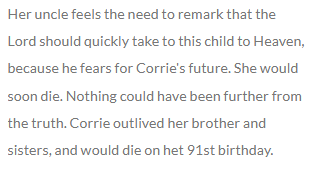 Her uncle feels the need to remark that the
Lord should quickly take to this child to Heaven,
because he fears for Corrie's future. She would
soon die. Nothing could have been further from
the truth. Corrie outlived her brother and
sisters, and would die on het 91st birthday.